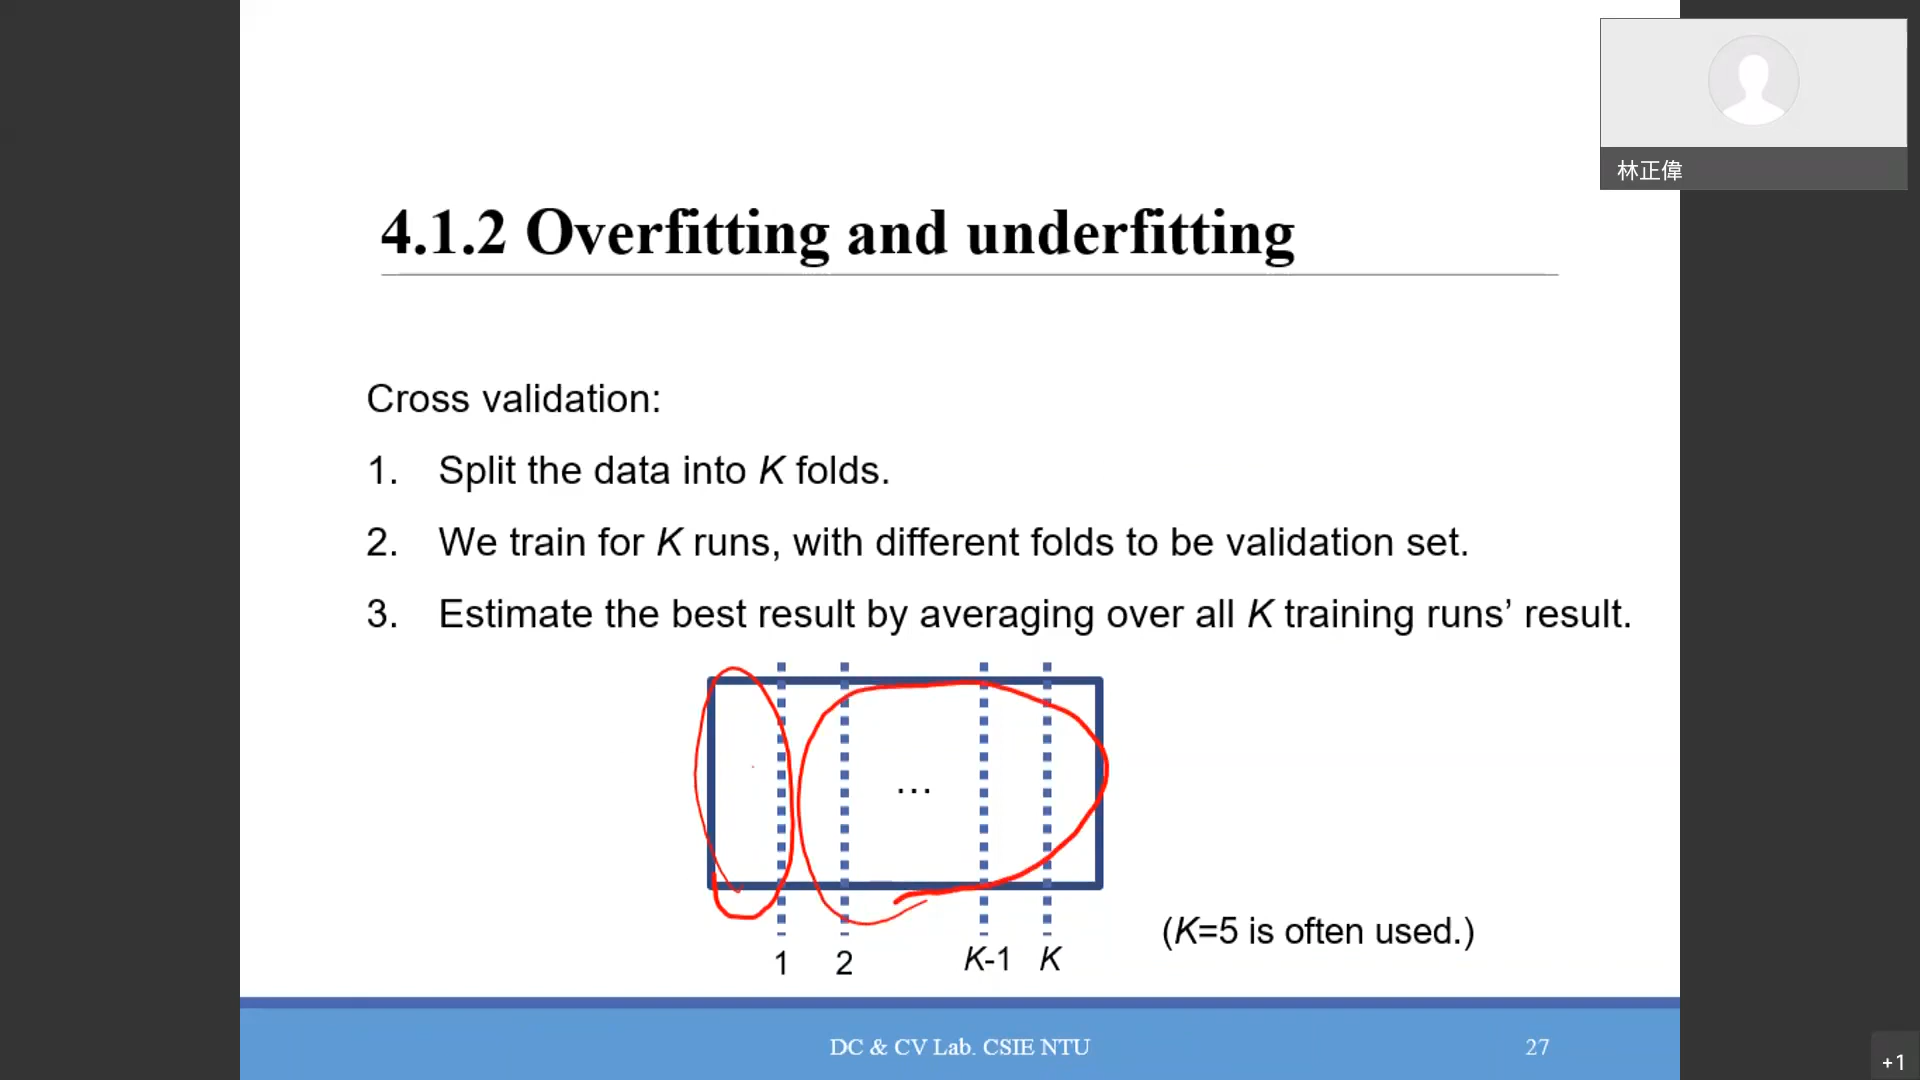 林正偉
4.1.2 Overfitting and underfitting
Cross validation:
1. Split the data into K folds.
2. We train for K runs, with different folds to be validation set.
3. Estimate the best result by averaging over all K training runs’ result.
...
1 2 K-1 K
(K=5 is often used.)
DC & CV Lab. CSIE NTU
27
+1